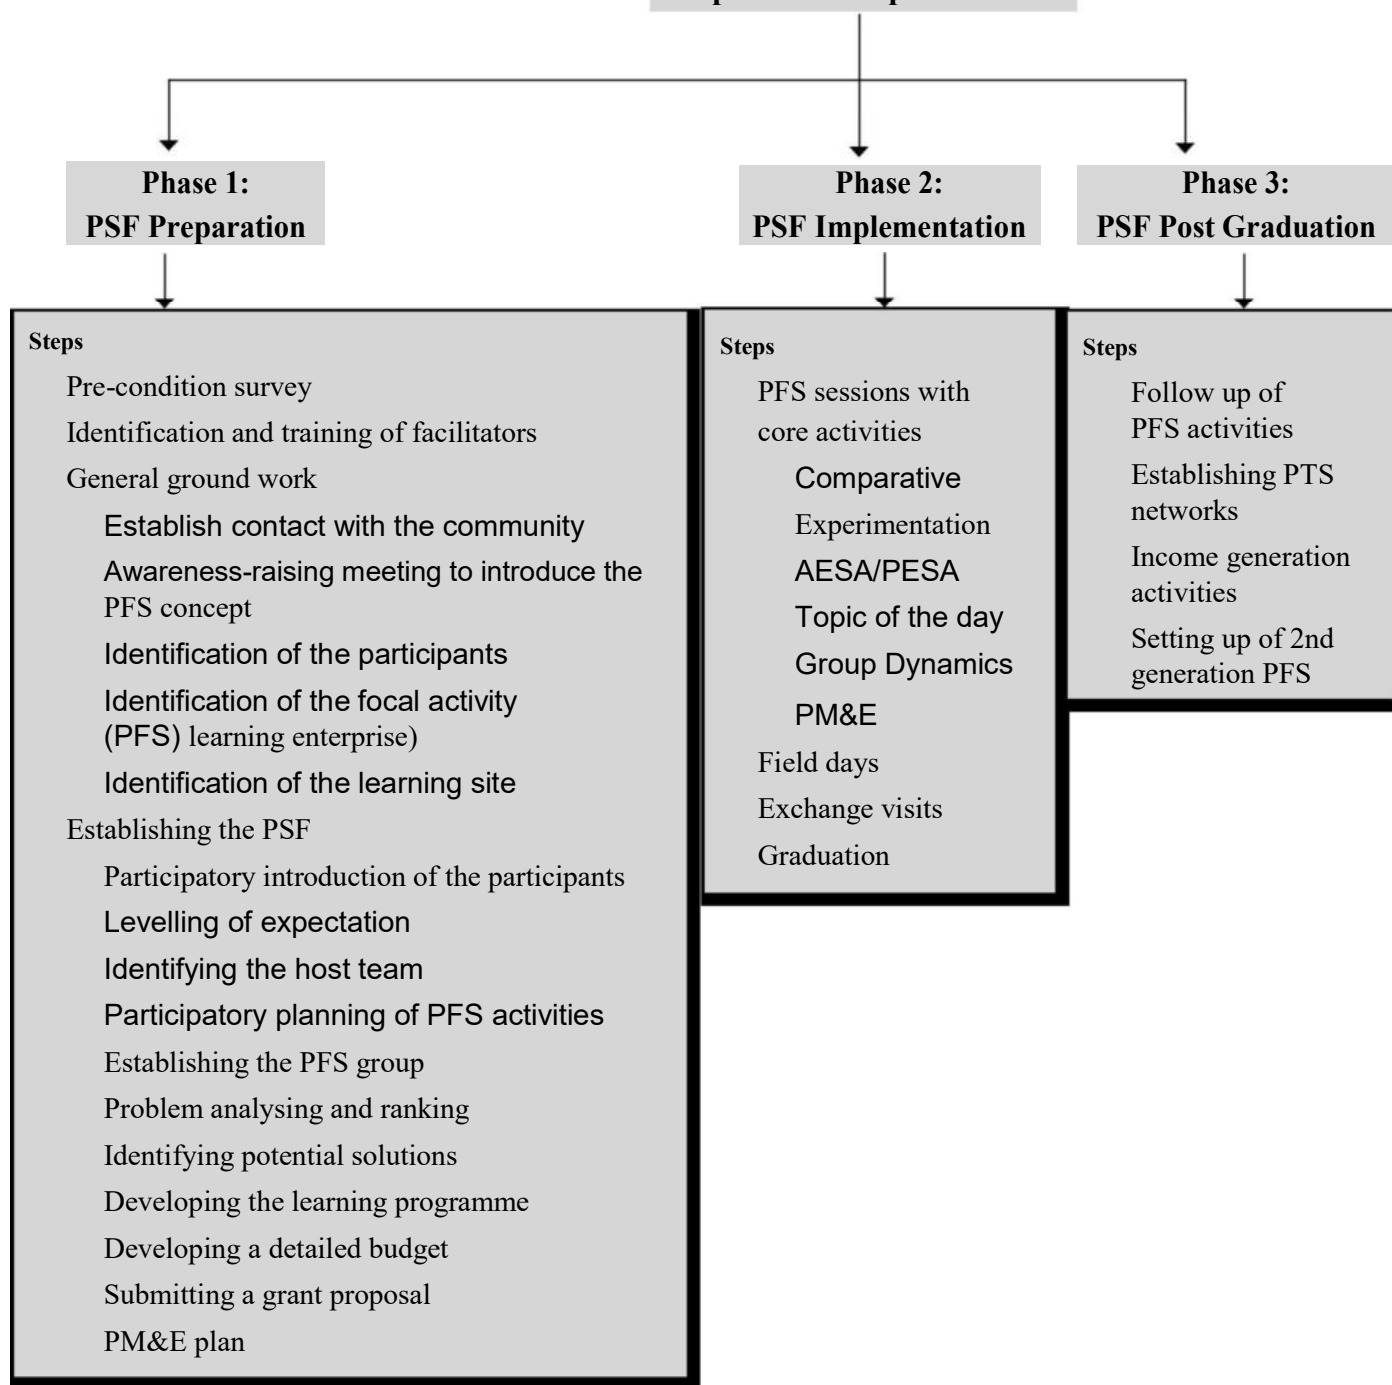 Phase 1:
PSF Preparation
Steps
Pre-condition survey
Identification and training of facilitators
General ground work
Establish contact with the community
Awareness-raising meeting to introduce the
PFS concept
Identification of the participants
Identification of the focal activity
(PFS) learning enterprise)
Identification of the learning site
Establishing the PSF
Participatory introduction of the participants
Levelling of expectation
Identifying the host team
Participatory planning of PFS activities
Establishing the PFS group
Problem analysing and ranking
Identifying potential solutions
Developing the learning programme
Developing a detailed budget
Submitting a grant proposal
PM&E plan
Phase 2:
PSF Implementation
Steps
PFS sessions with
core activities
Comparative
Experimentation
AESA/PESA
Topic of the day
Group Dynamics
PM&E
Field days
Exchange visits
Graduation
Phase 3:
PSF Post Graduation
Steps
Follow up of
PFS activities
Establishing PTS
networks
Income generation
activities
Setting up of 2nd
generation PFS